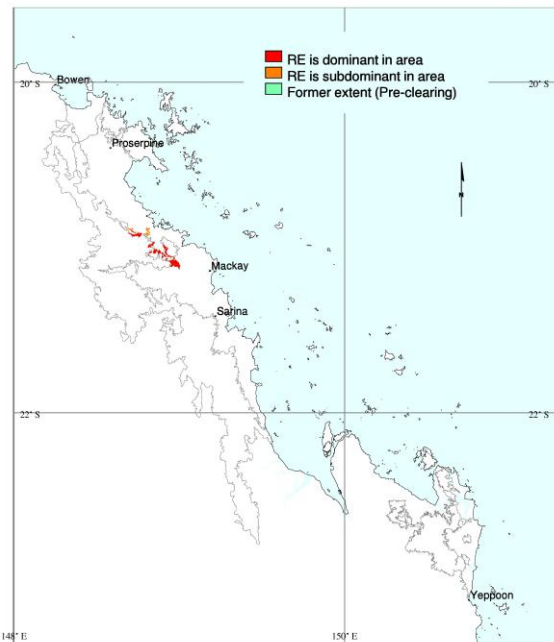 RE is dominant in area
RE is subdominant in area
Former extent (Pre-clearing)
20° S
Bowen
20° S
Proserpine
N
Mackay
Sarina
22° S
22° S
Yeppoon
148° E
150° E